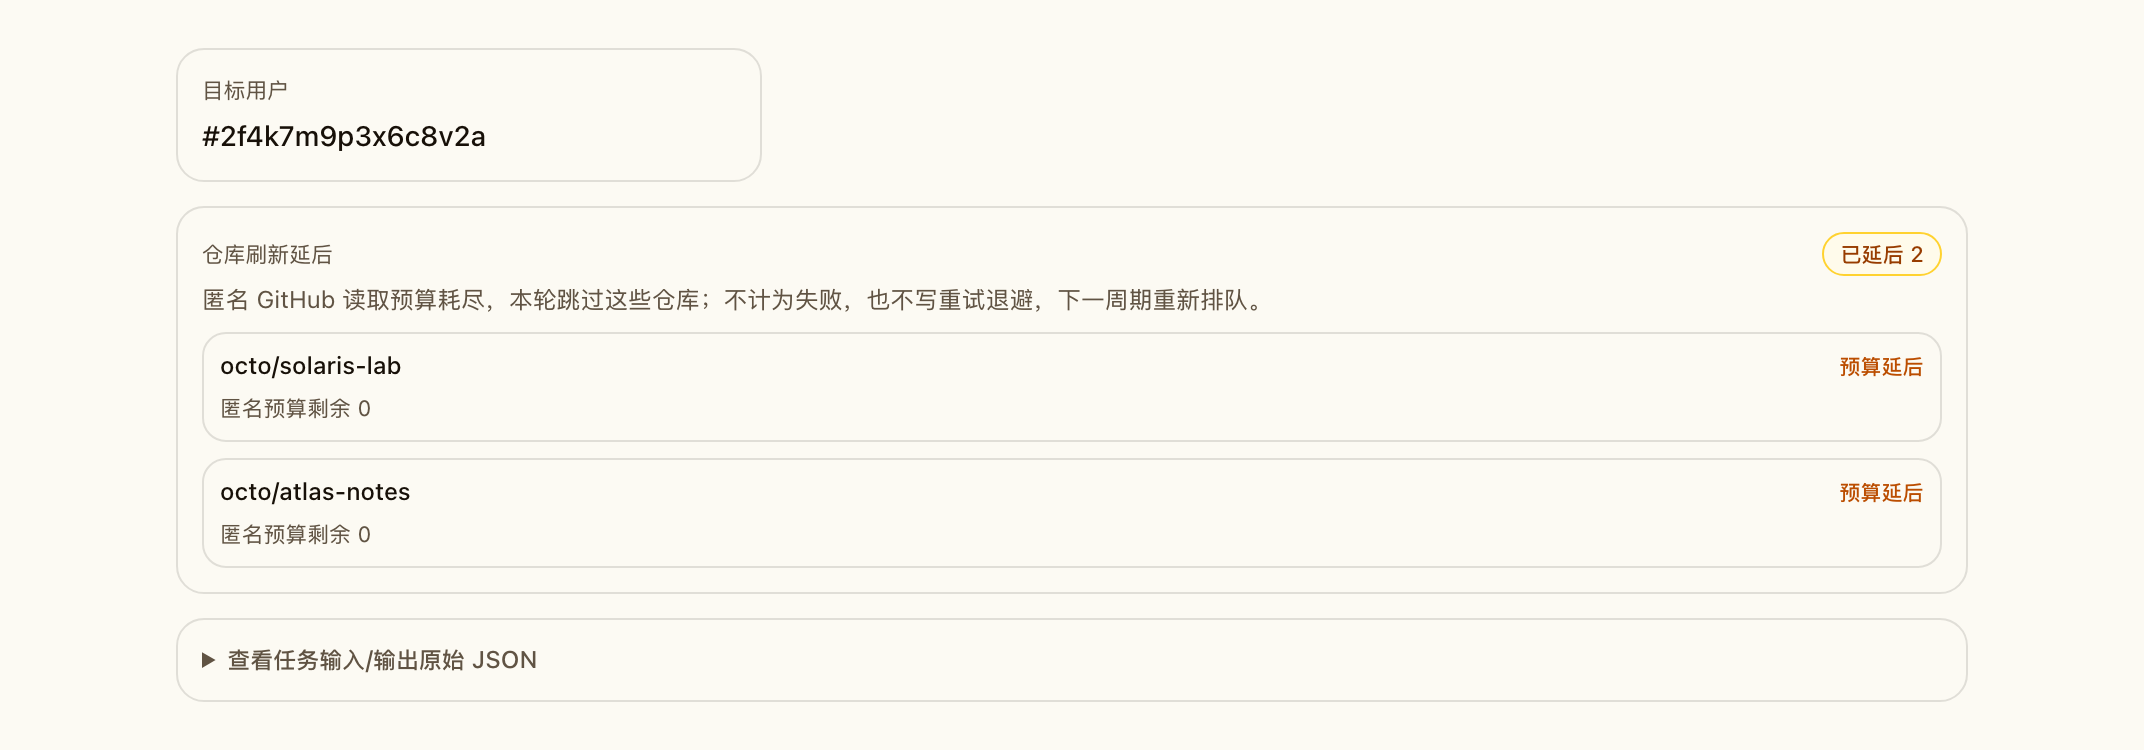 目标用户
#2f4k7m9p3x6c8v2a
仓库刷新延后
已延后 2
匿名 GitHub 读取预算耗尽，本轮跳过这些仓库；不计为失败，也不写重试退避，下一周期重新排队。
octo/solaris-lab
预算延后
匿名预算剩余 0
octo/atlas-notes
预算延后
匿名预算剩余 0
查看任务输入/输出原始 JSON